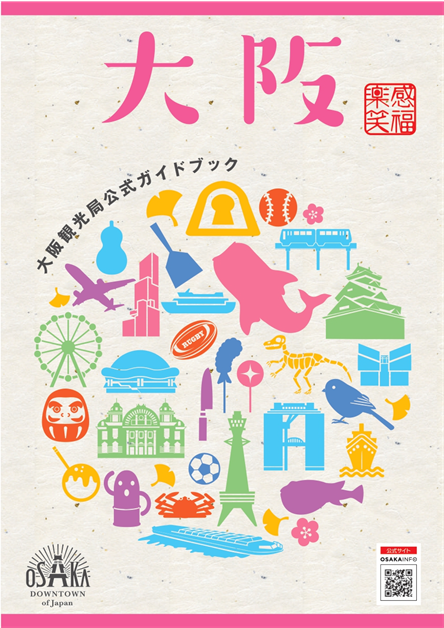 大阪
感福
楽笑
大阪観光局公式ガイドブック
RUGBY
OSAKA
DOWNTOWN
of Japan
公式サイト
OSAKAINFO